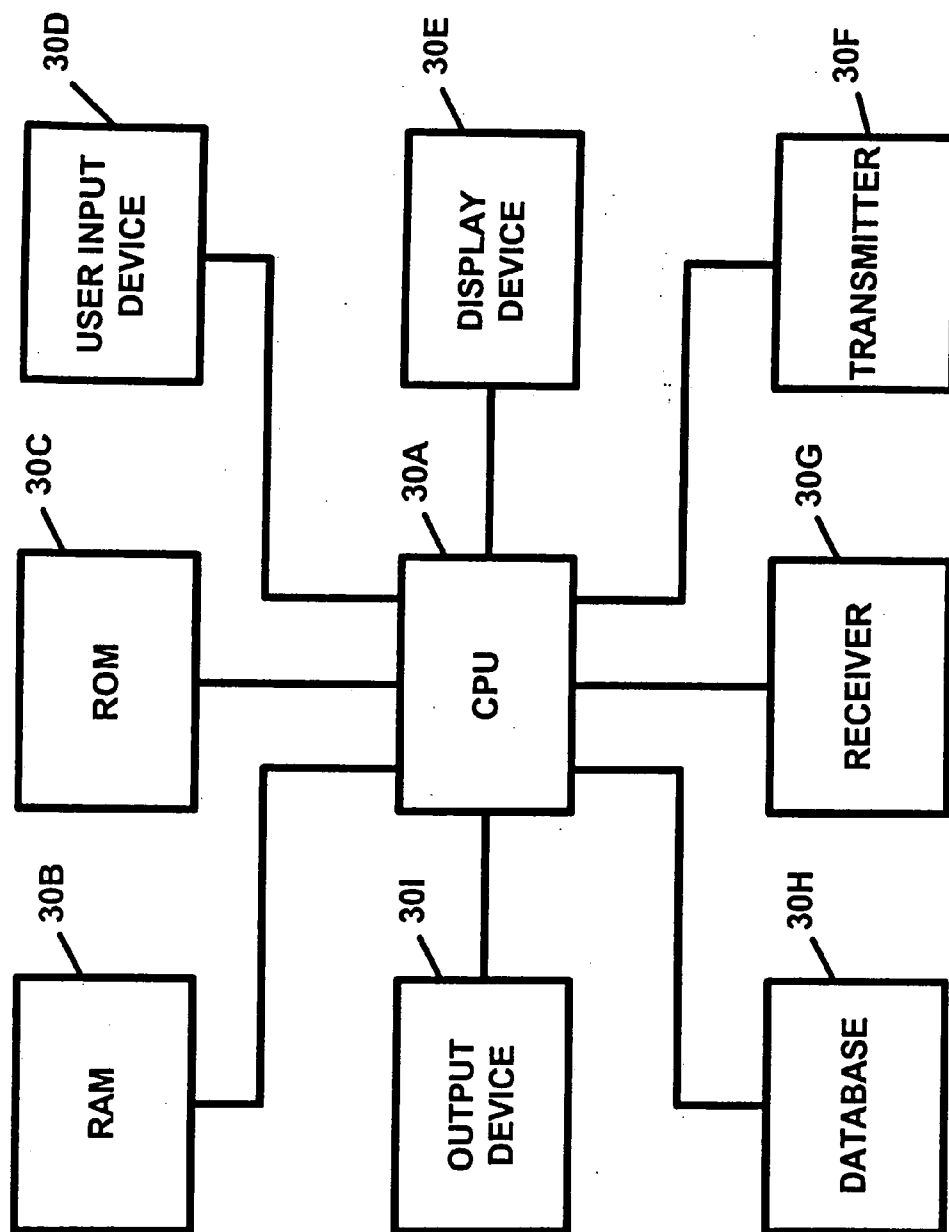 30B
RAM
30C
ROM
30D
USER INPUT
DEVICE
30I
OUTPUT
DEVICE
30A
CPU
30E
DISPLAY
DEVICE
30H
DATABASE
30G
RECEIVER
30F
TRANSMITTER